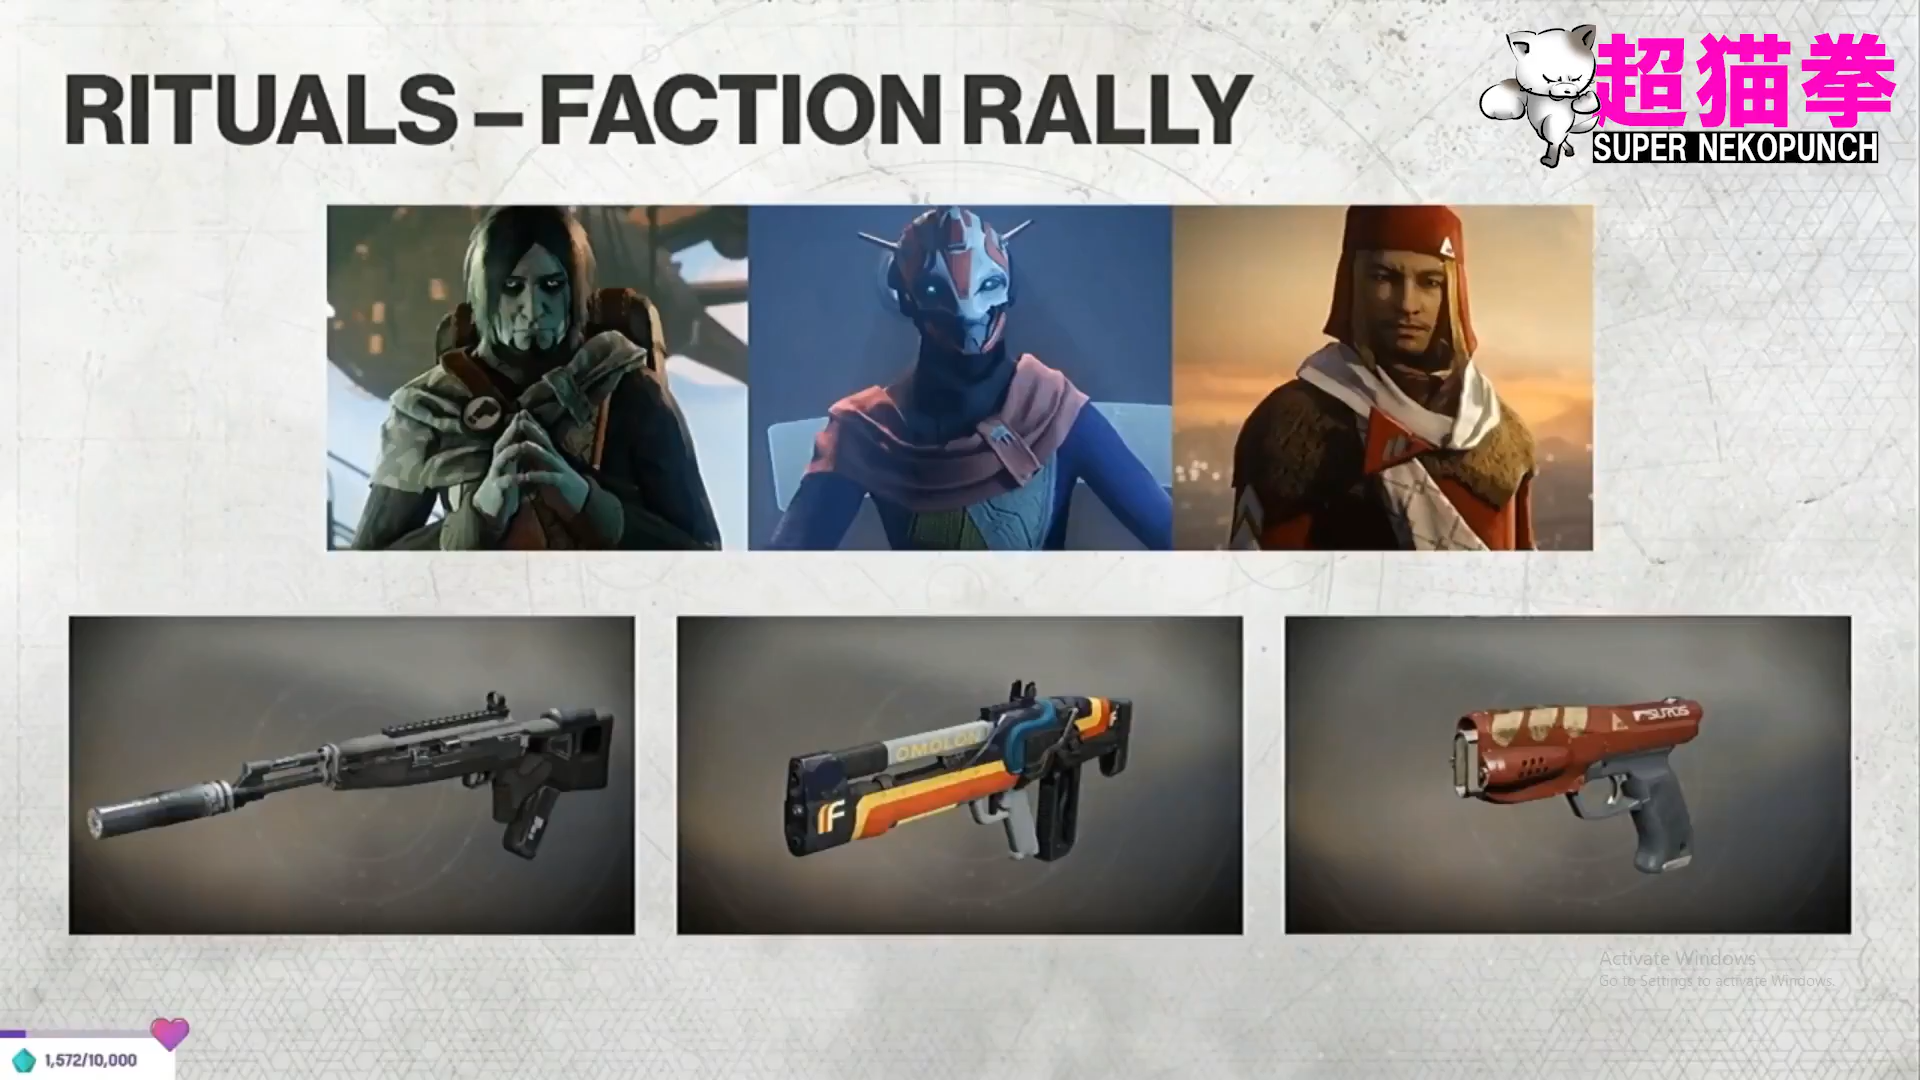 RITUALS – FACTION RALLY
超猫拳
SUPER NEKOPUNCH
OMOLON
F
F
SUROS
Activate Windows
Go to Settings to activate Windows.
1,572/10,000